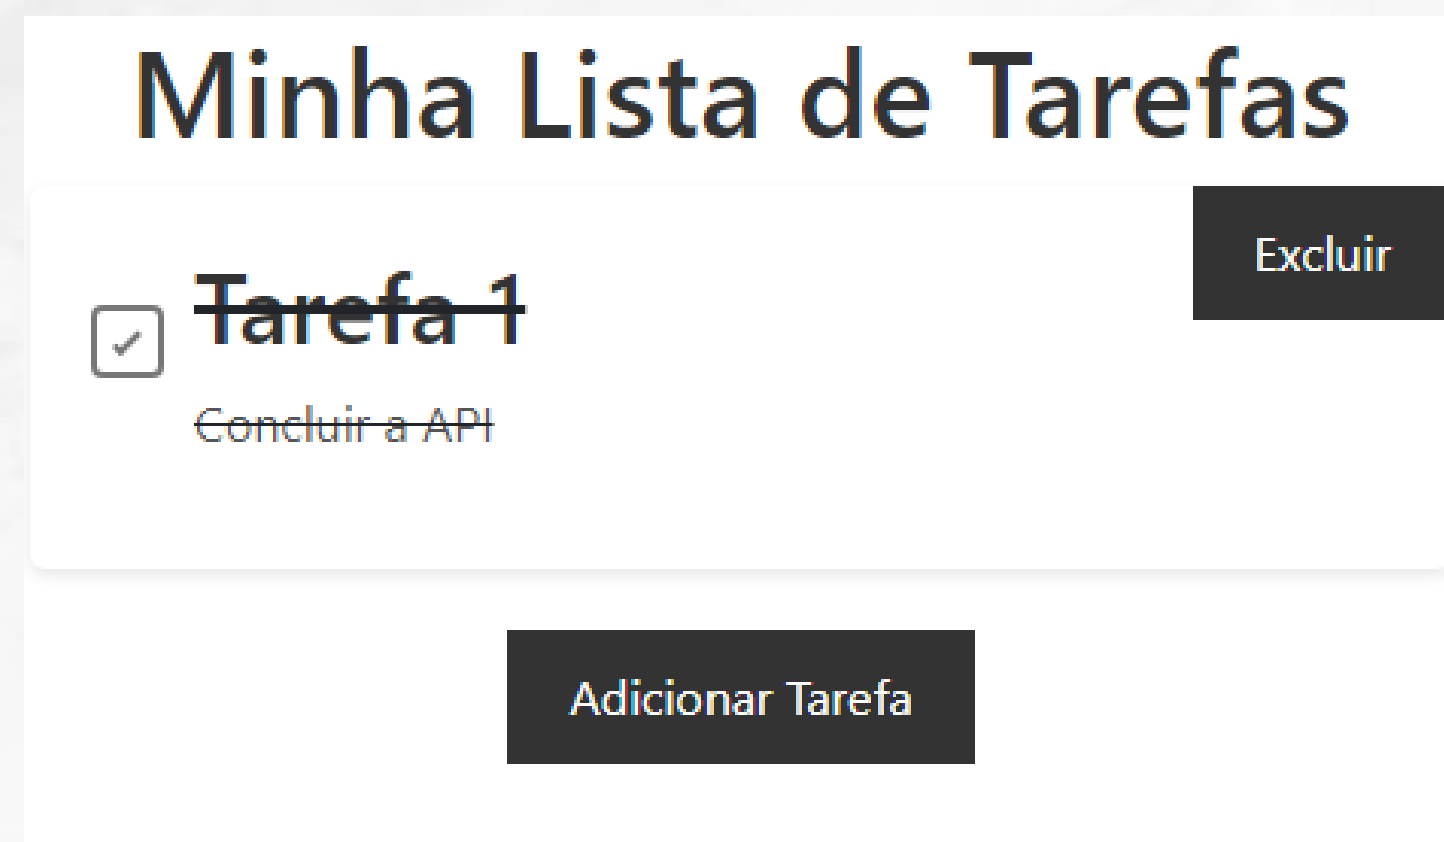 Minha Lista de Tarefas
Excluir
Tarefa 1
Concluir a API
Adicionar Tarefa